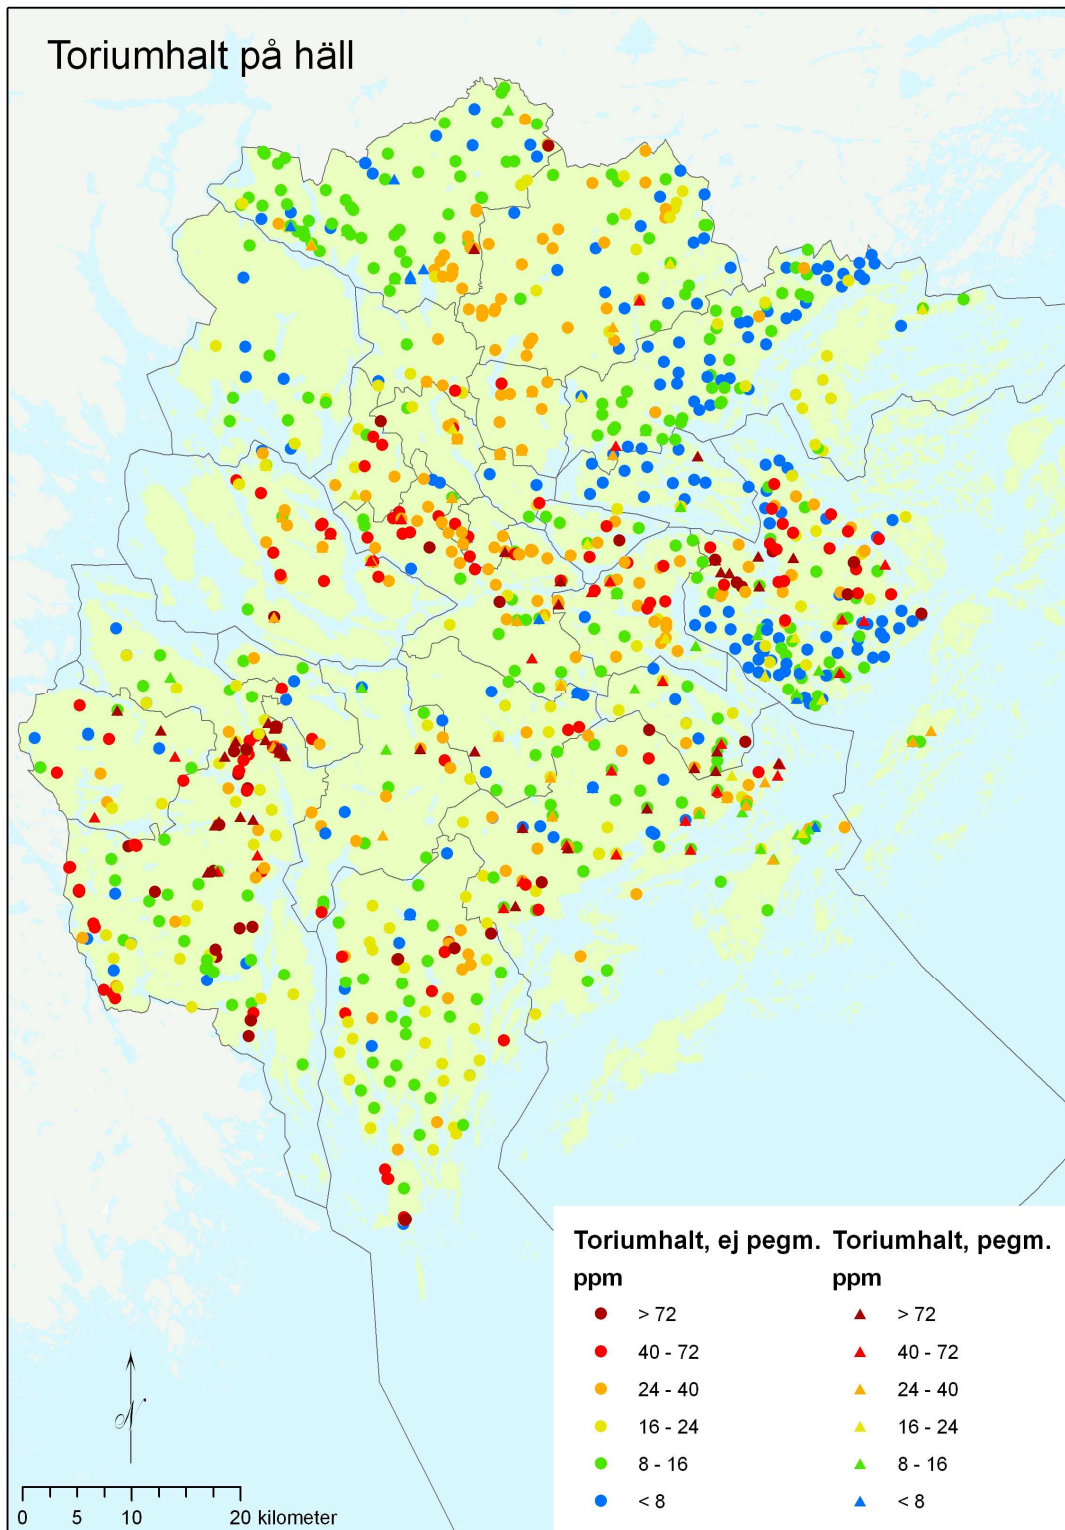 Toriumhalt på häll
Toriumhalt, ej pegm. Toriumhalt, pegm.
ppm ppm
> 72 > 72
40 - 72 40 - 72
24 - 40 24 - 40
16 - 24 16 - 24
8 - 16 8 - 16
< 8 < 8
N
0 5 10 20 kilometer